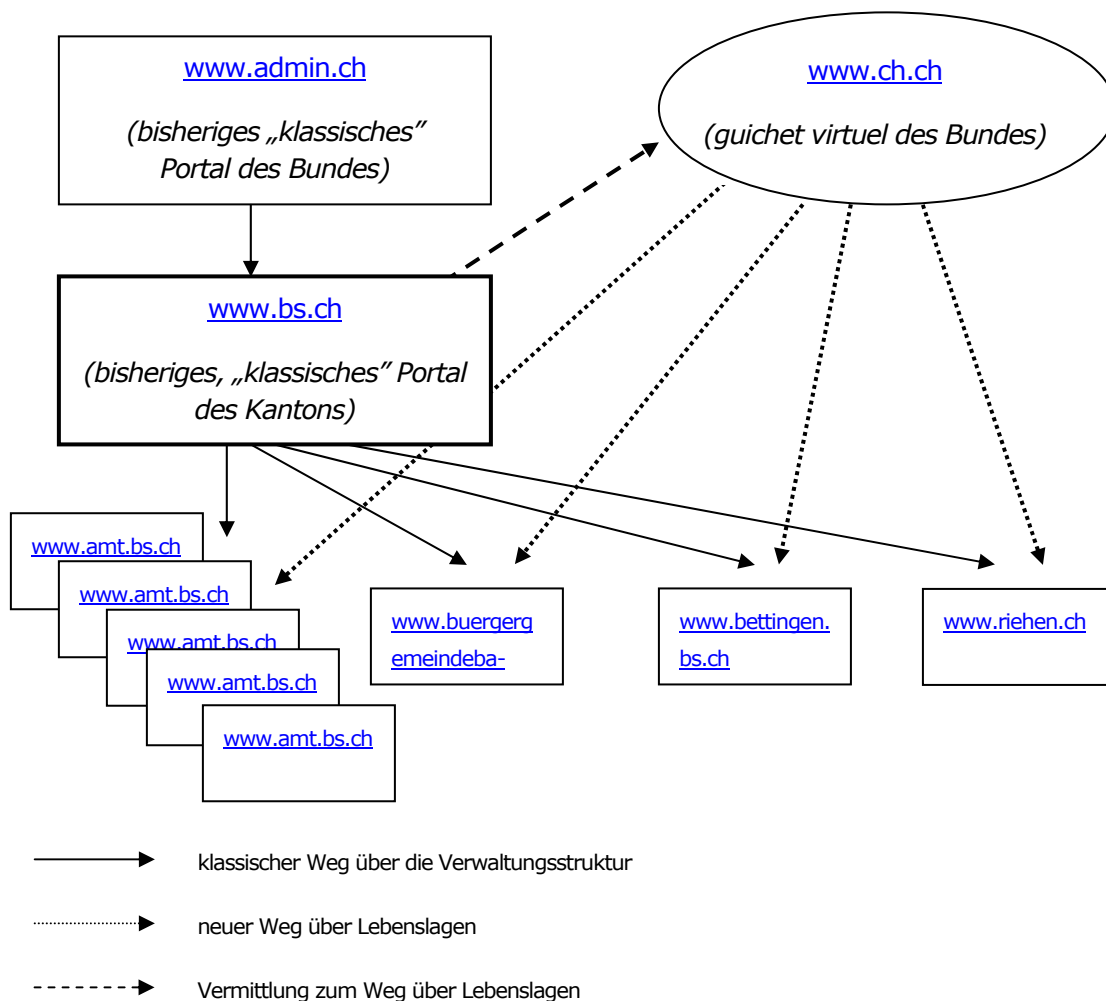 www.admin.ch
(bisheriges „klassisches”
Portal des Bundes)
www.ch.ch
(guichet virtuel des Bundes)
www.bs.ch
(bisheriges, „klassisches” Portal
des Kantons)
www.amt.bs.ch
www.amt.bs.ch
www.amt.bs.ch
www.amt.bs.ch
www.amt.bs.ch
www.buergerg
emeindeba-
www.bettingen.
bs.ch
www.riehen.ch
klassischer Weg über die Verwaltungsstruktur
neuer Weg über Lebenslagen
Vermittlung zum Weg über Lebenslagen